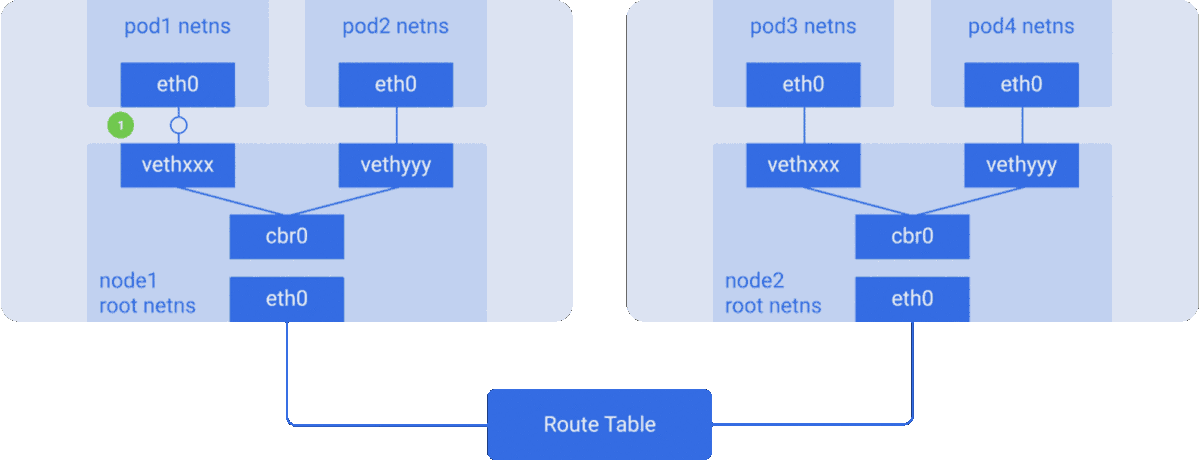 pod1 netns
pod2 netns
eth0
eth0
1
vethxxx
vethyyy
cbr0
node1
root netns
eth0
pod3 netns
pod4 netns
eth0
eth0
vethxxx
vethyyy
cbr0
node2
root netns
eth0
Route Table